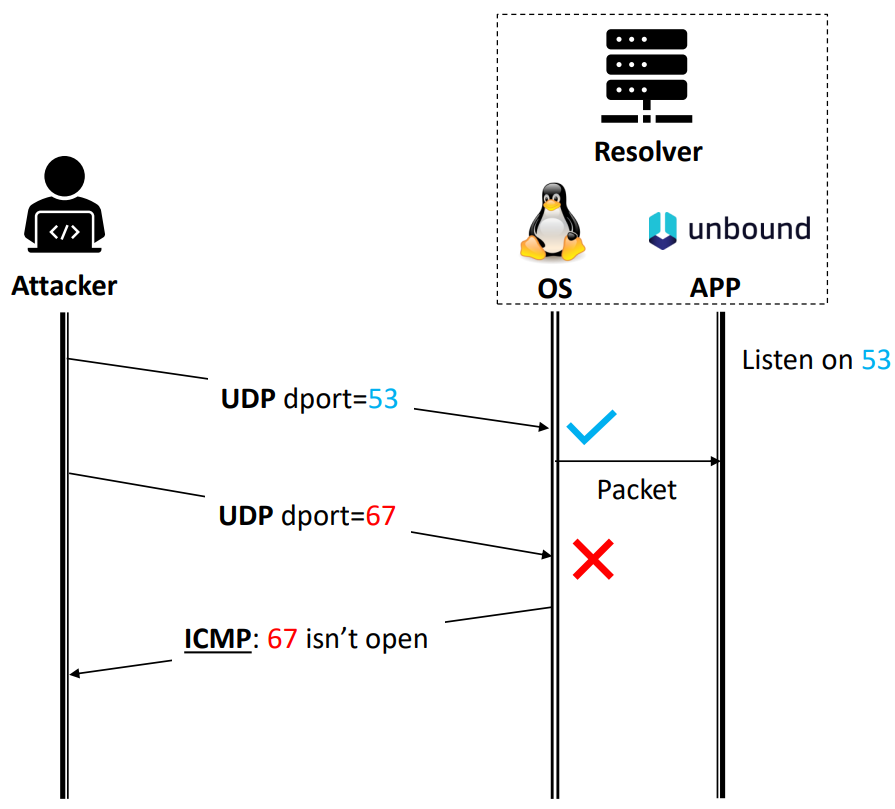 Resolver
unbound
Attacker
OS
APP
Listen on 53
UDP dport=53
Packet
UDP dport=67
ICMP: 67 isn’t open